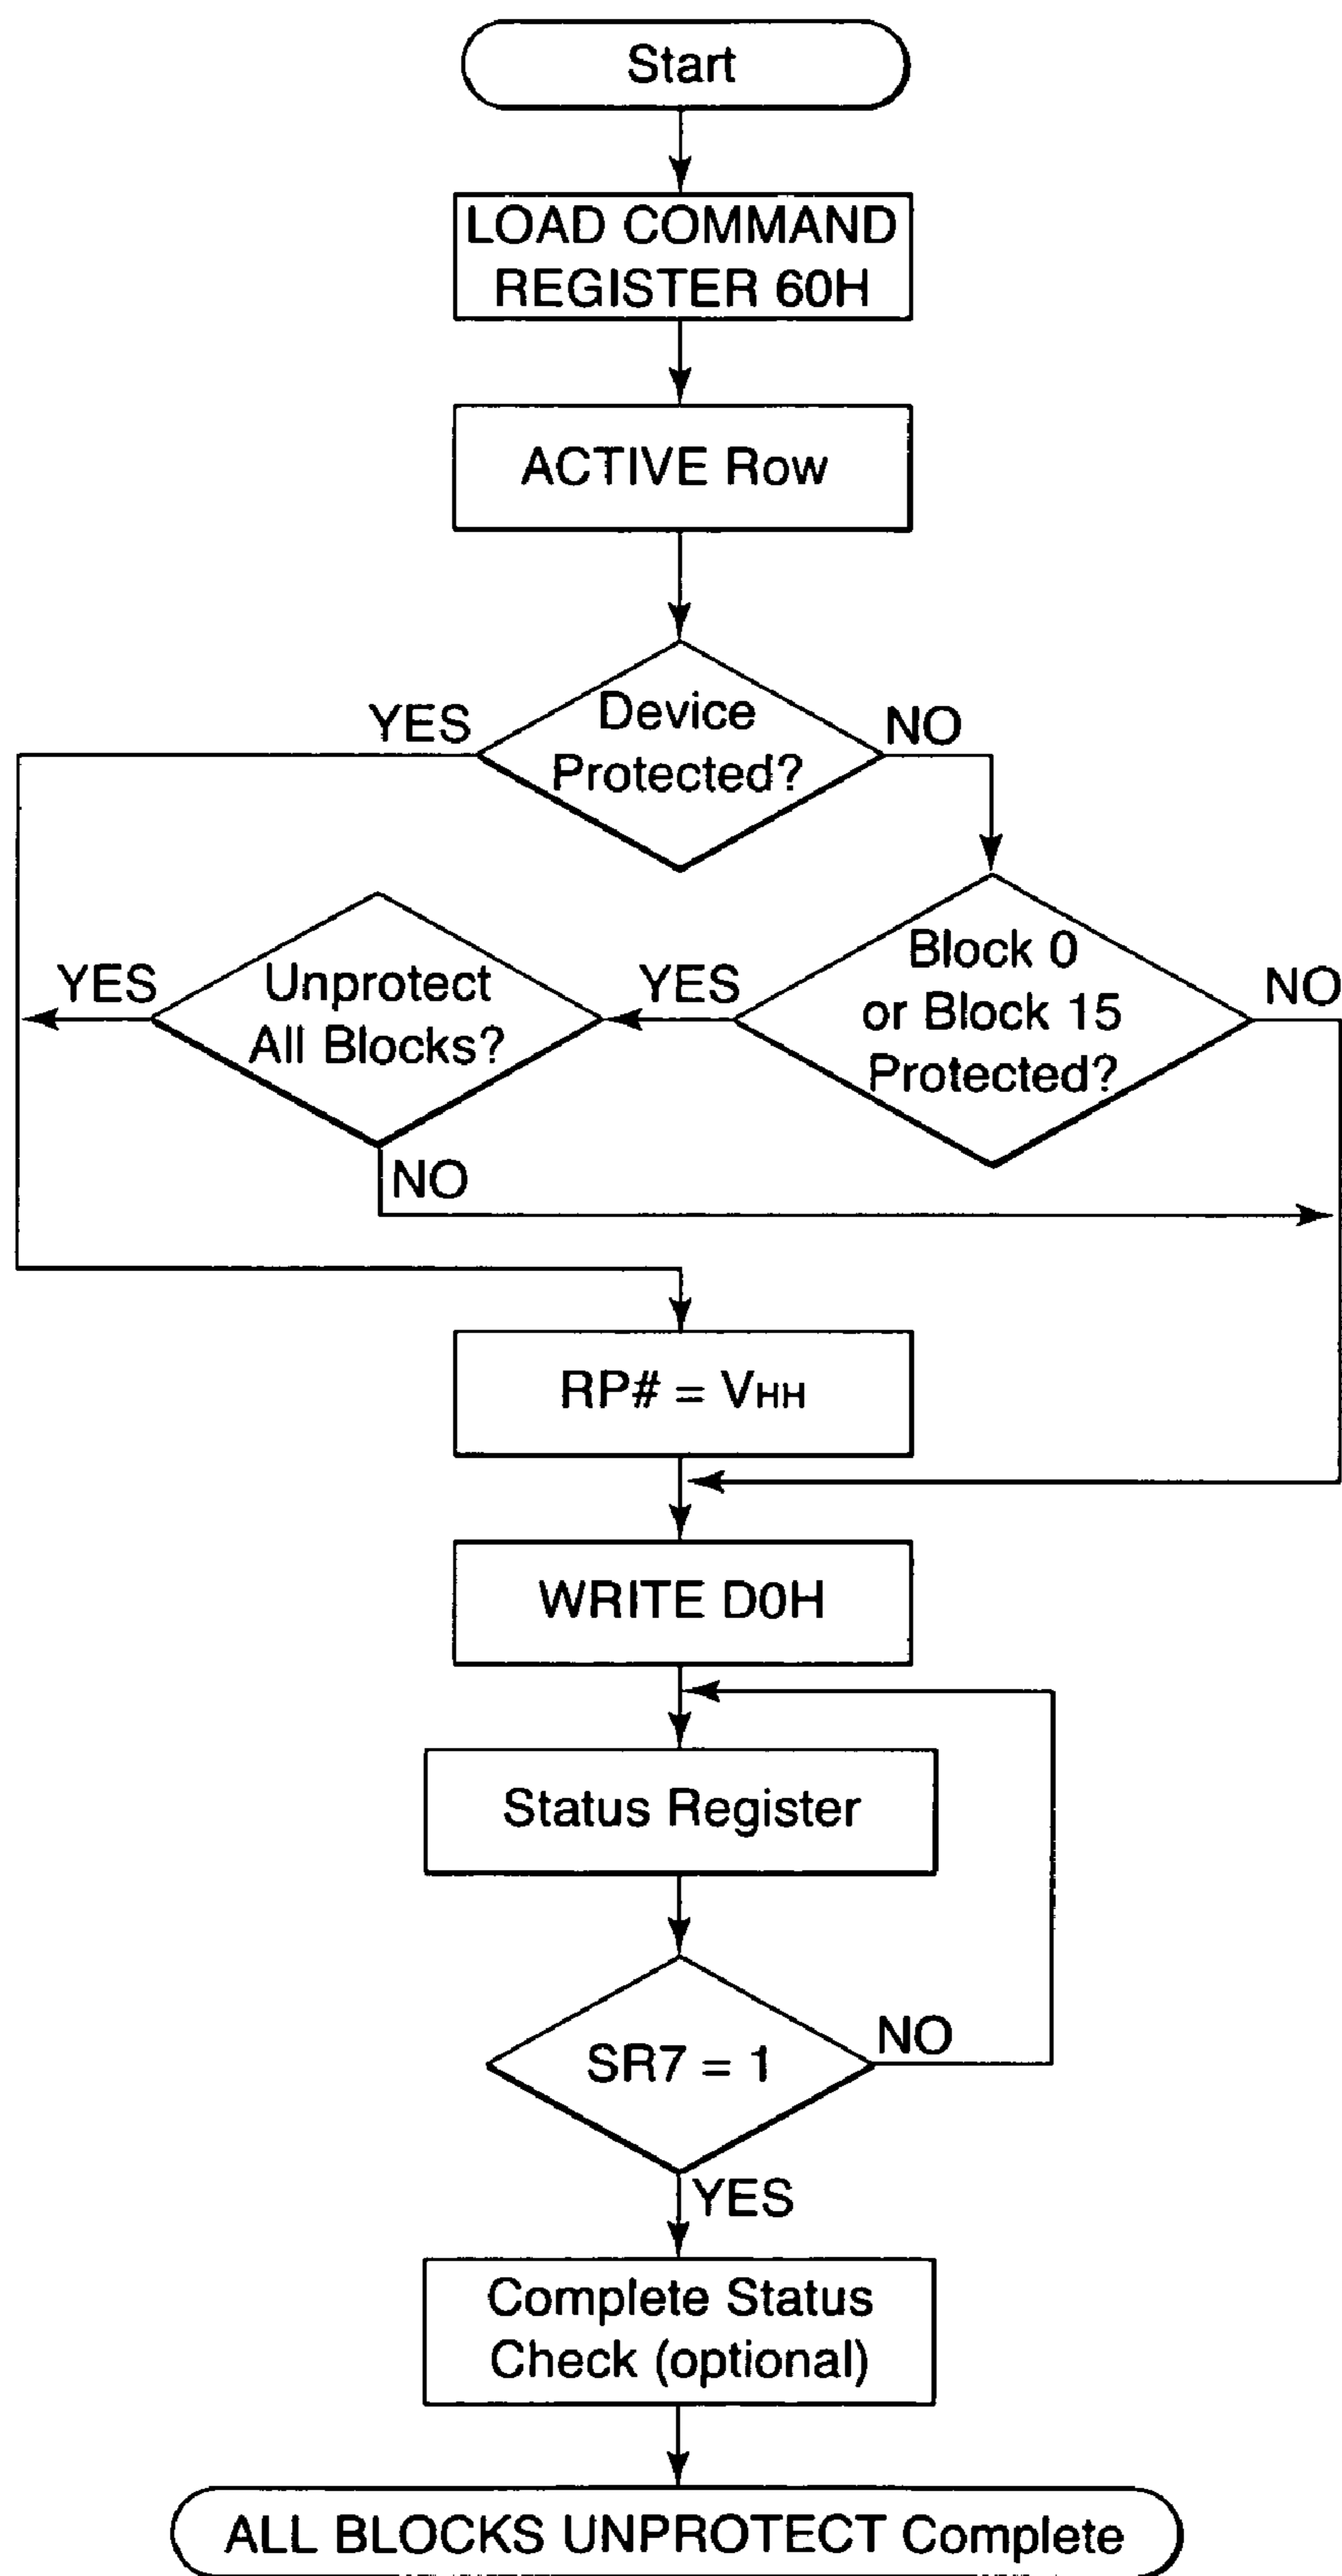 Start
LOAD COMMAND
REGISTER 60H
ACTIVE Row
YES
Device
Protected?
NO
YES
Unprotect
All Blocks?
YES
Block 0
or Block 15
Protected?
NO
NO
RP# = VHH
WRITE D0H
Status Register
SR7 = 1
NO
YES
Complete Status
Check (optional)
ALL BLOCKS UNPROTECT Complete